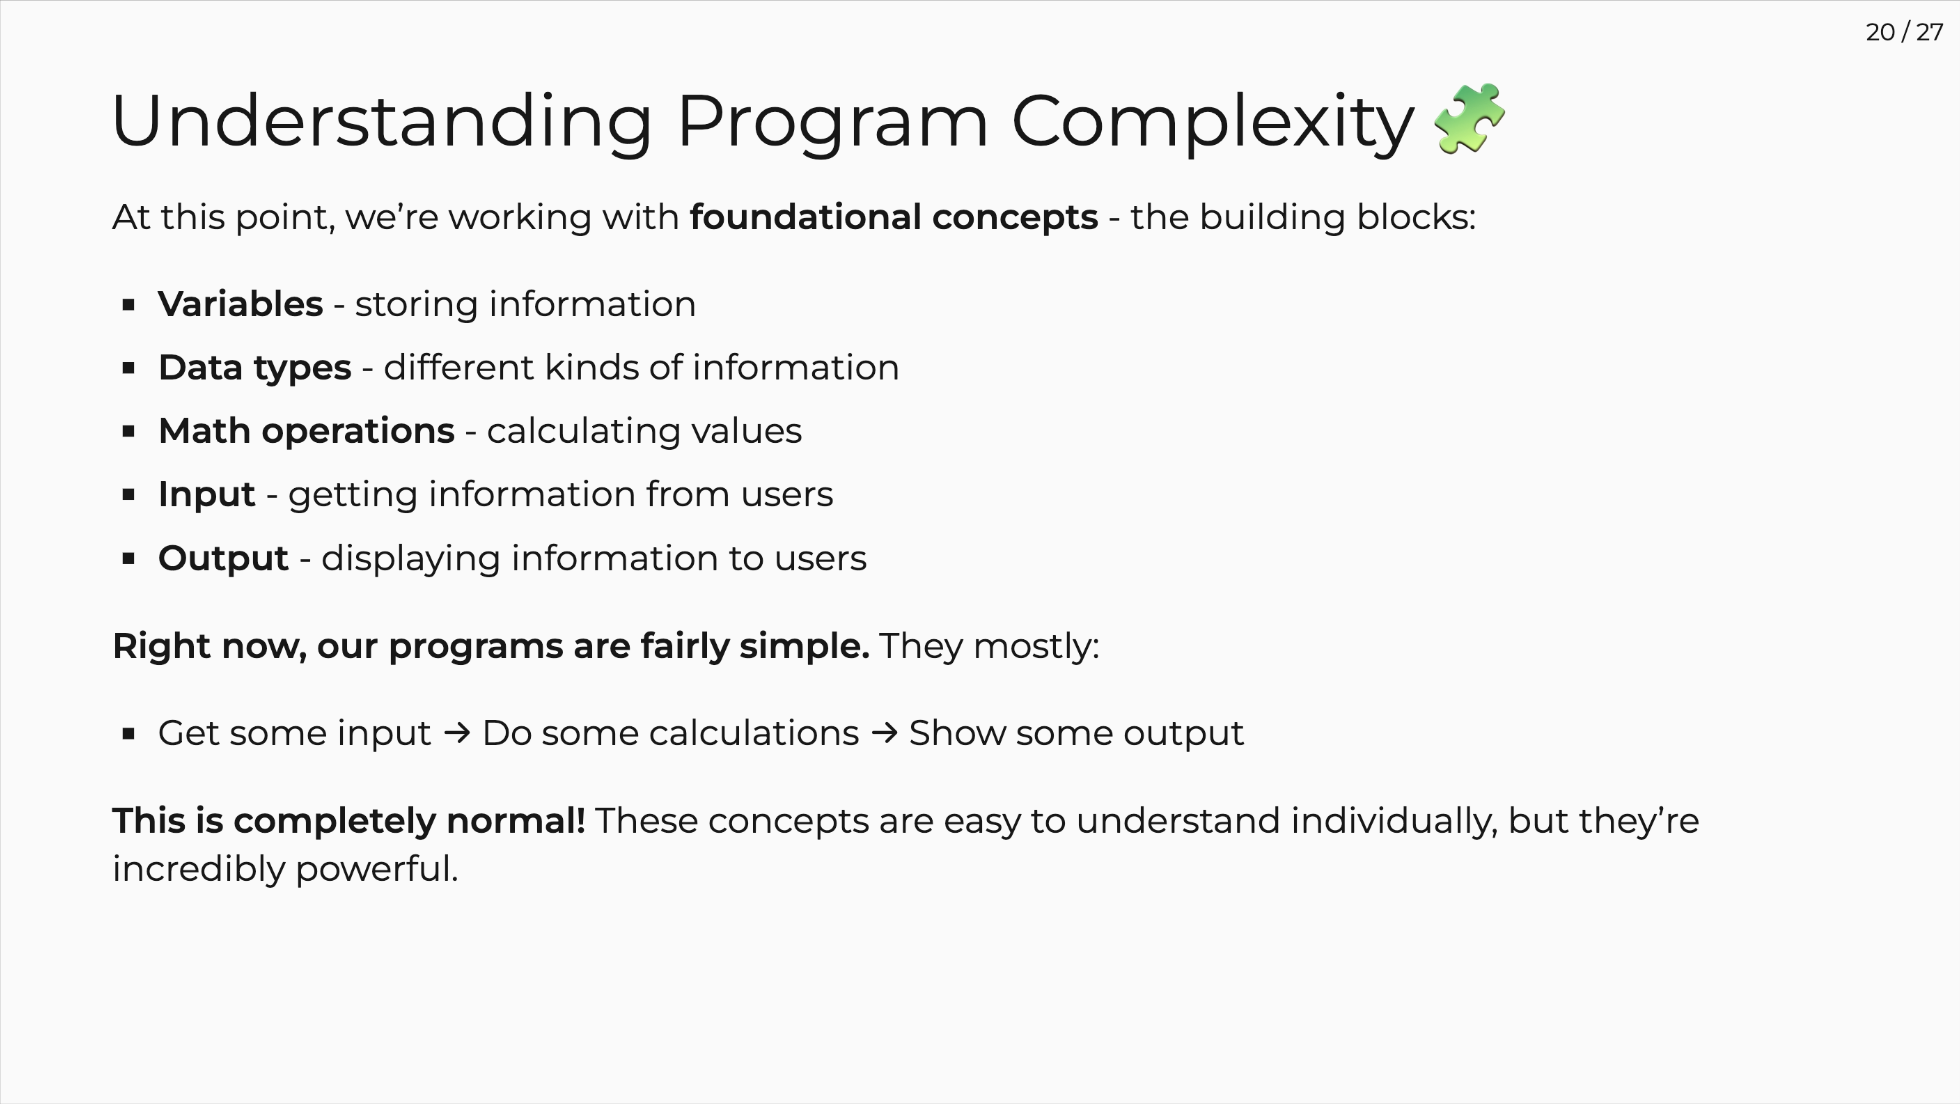 20 / 27
Understanding Program Complexity 🧩
At this point, we’re working with foundational concepts - the building blocks:
▪ Variables - storing information
▪ Data types - different kinds of information
▪ Math operations - calculating values
▪ Input - getting information from users
▪ Output - displaying information to users
Right now, our programs are fairly simple. They mostly:
▪ Get some input → Do some calculations → Show some output
This is completely normal! These concepts are easy to understand individually, but they’re
incredibly powerful.